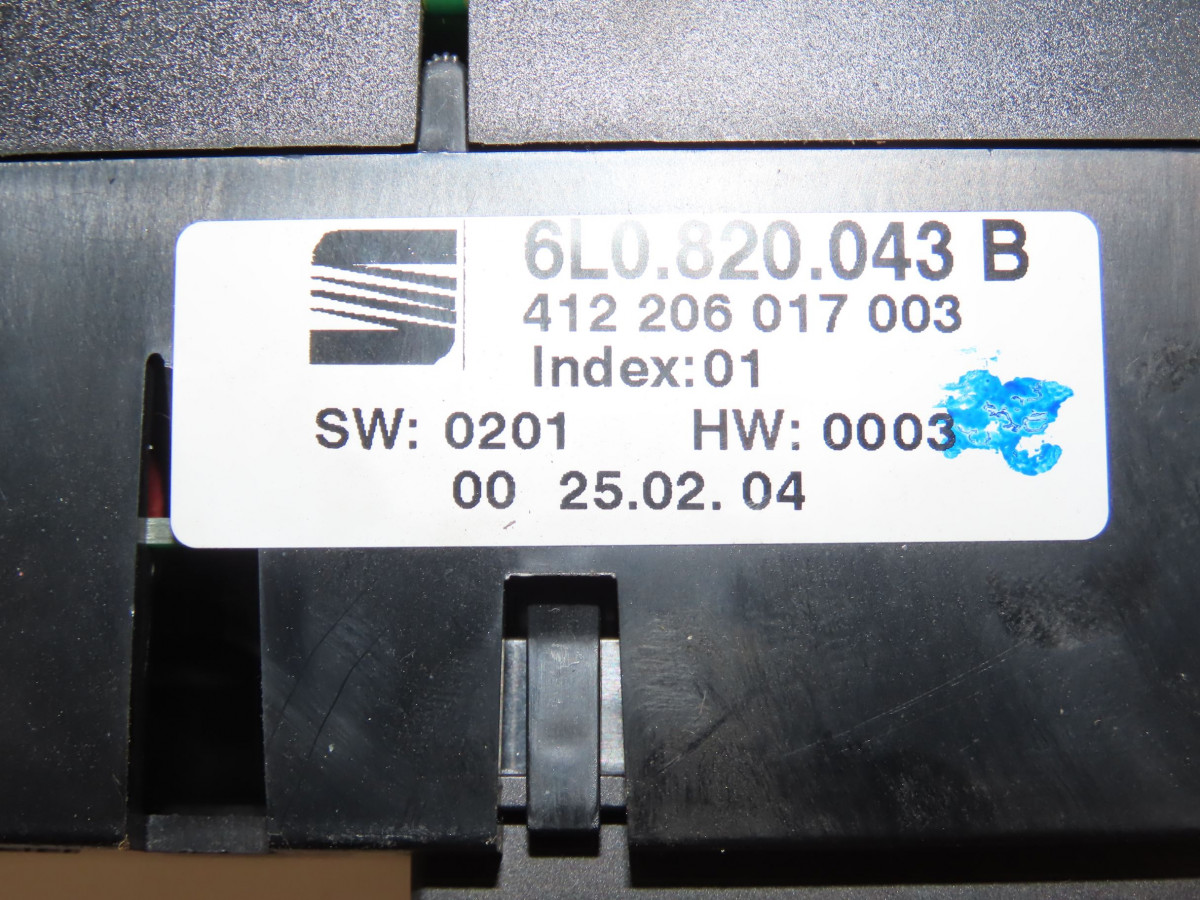 6L0.820.043 B
412 206 017 003
Index:01
SW: 0201 HW: 0003
00 25.02. 04